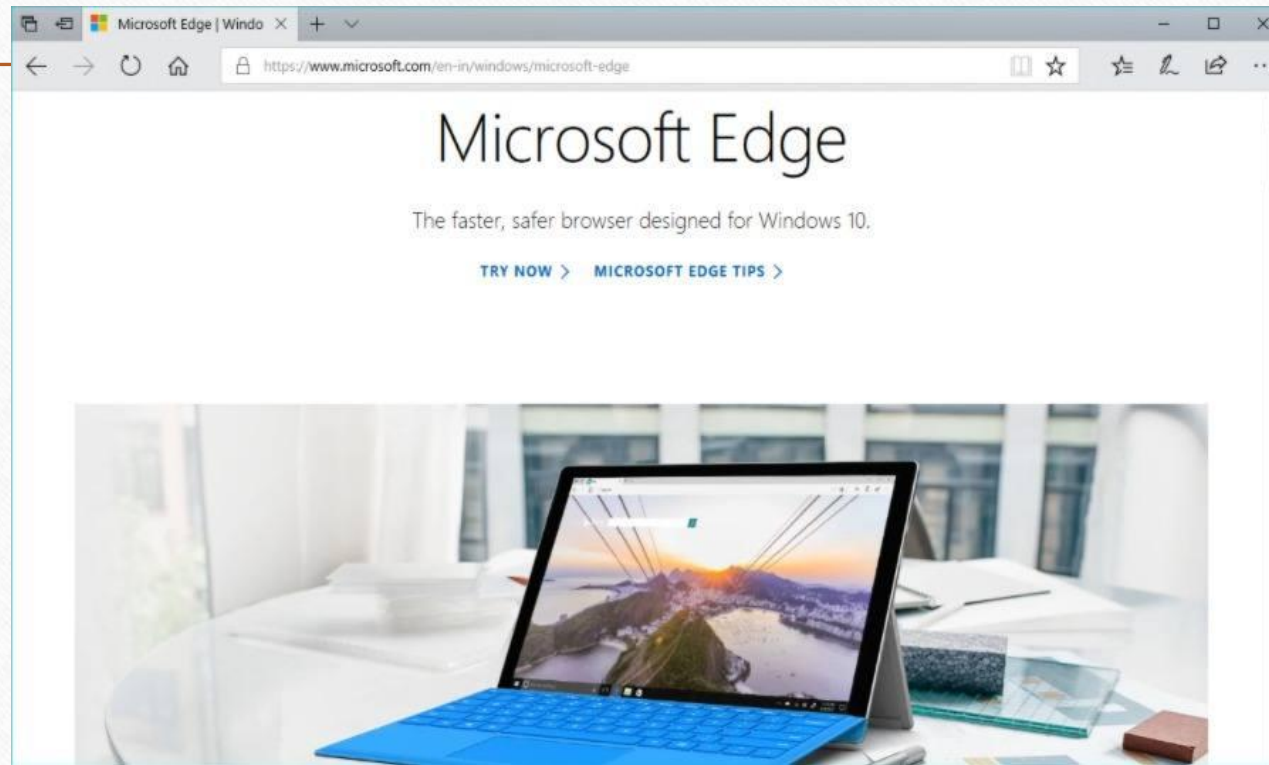 Microsoft Edge | Windo
https://www.microsoft.com/en-in/windows/microsoft-edge
Microsoft Edge
The faster, safer browser designed for Windows 10.
TRY NOW > MICROSOFT EDGE TIPS >